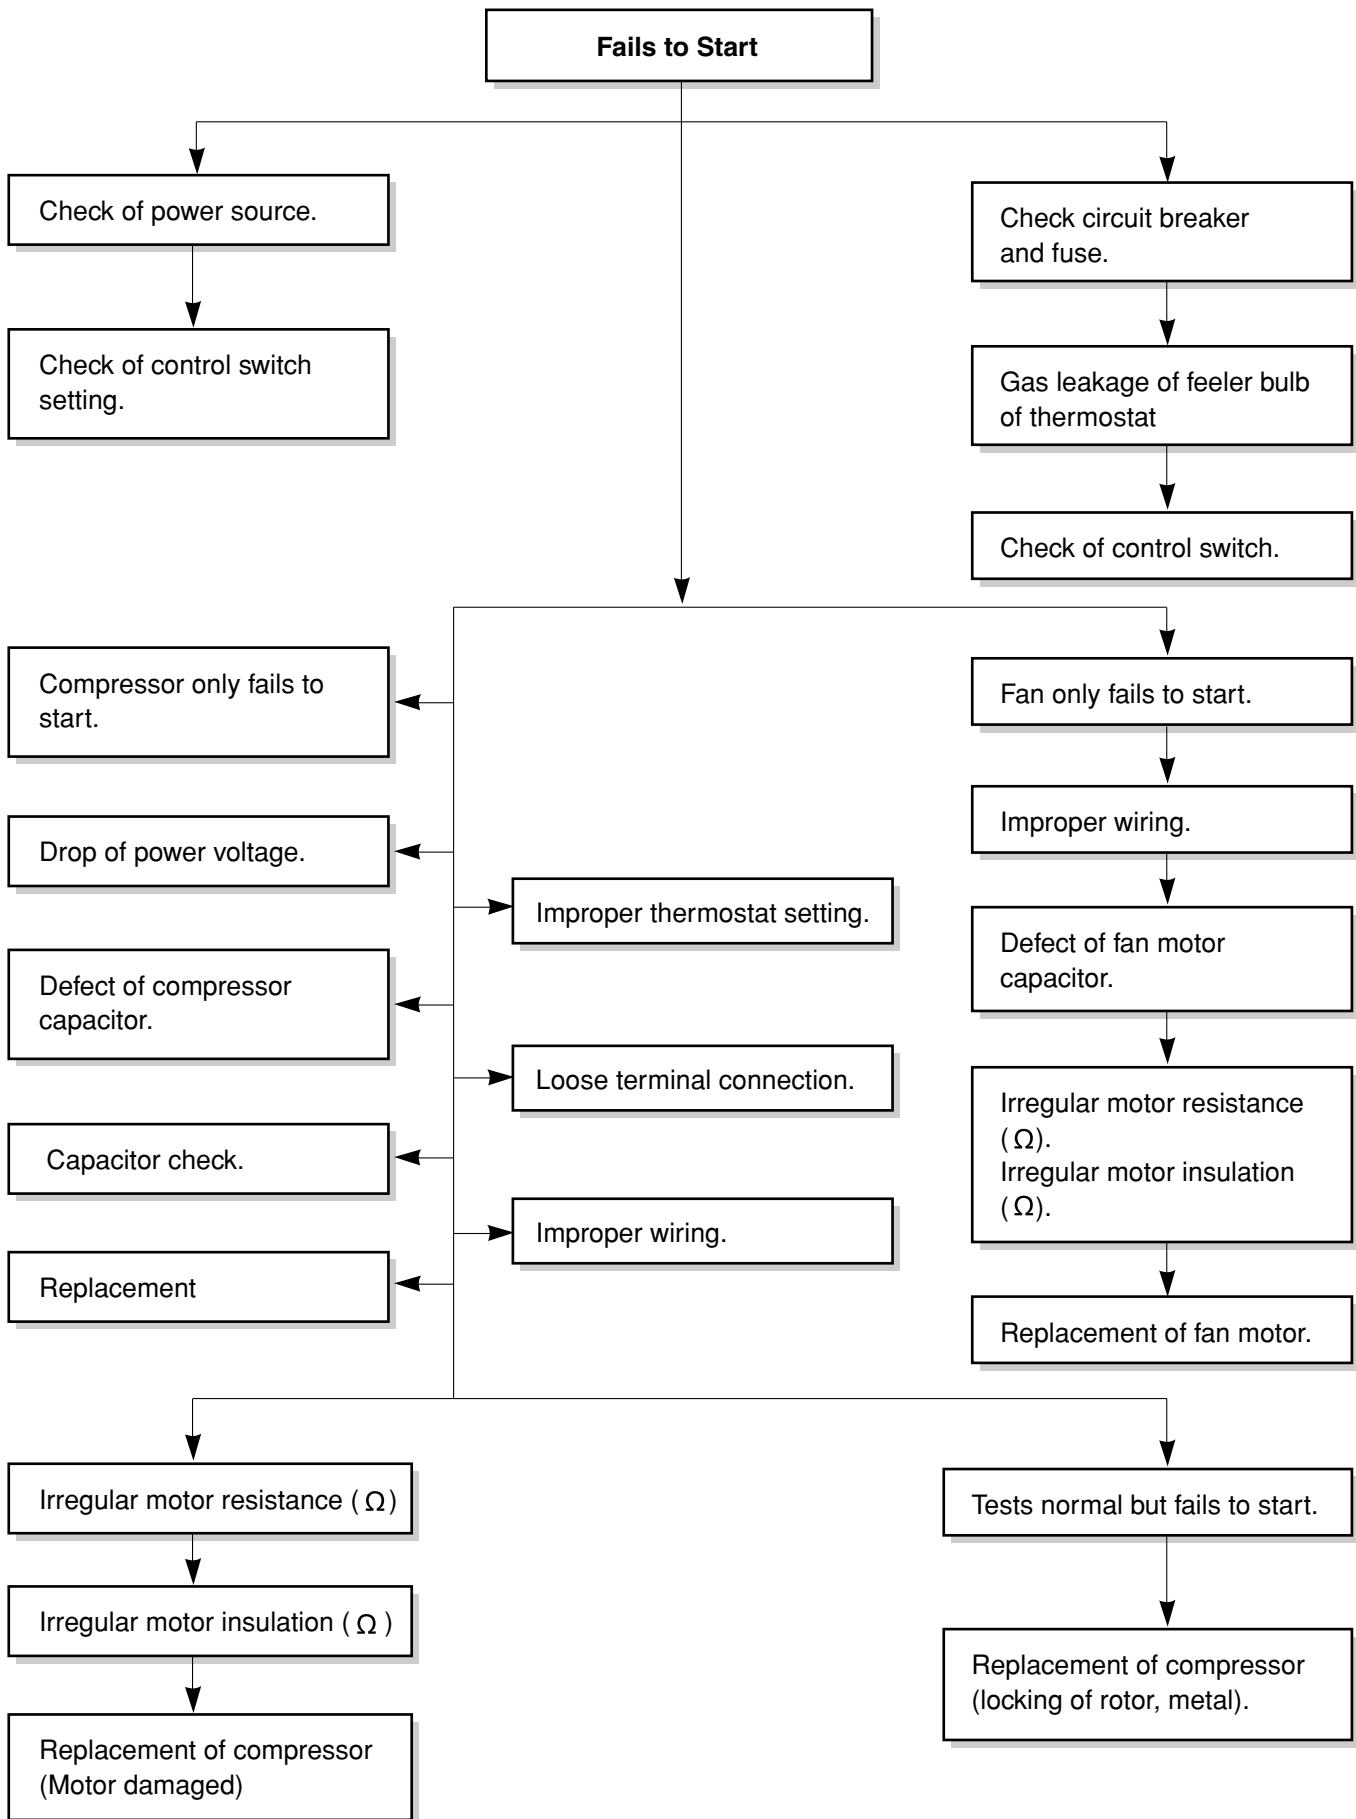 Fails to Start
Check of power source.
Check of control switch
setting.
Check circuit breaker
and fuse.
Gas leakage of feeler bulb
of thermostat
Check of control switch.
Compressor only fails to
start.
Drop of power voltage.
Defect of compressor
capacitor.
Capacitor check.
Replacement
Improper thermostat setting.
Loose terminal connection.
Improper wiring.
Fan only fails to start.
Improper wiring.
Defect of fan motor
capacitor.
Irregular motor resistance
(Ω).
Irregular motor insulation
(Ω).
Replacement of fan motor.
Irregular motor resistance (Ω)
Irregular motor insulation (Ω)
Replacement of compressor
(Motor damaged)
Tests normal but fails to start.
Replacement of compressor
(locking of rotor, metal).